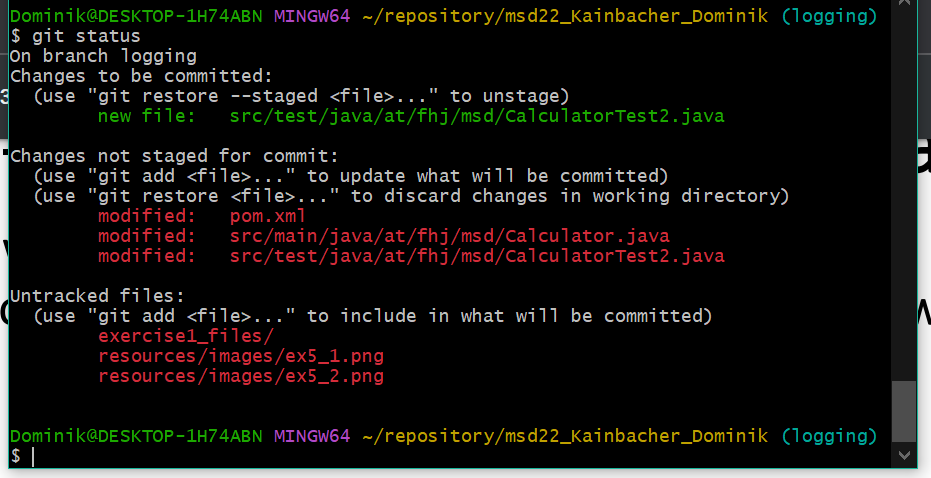 Dominik@DESKTOP-1H74ABN MINGW64 ~/repository/msd22_Kainbacher_Dominik (logging)
$ git status
On branch logging
Changes to be committed:
  (use "git restore --staged <file>..." to unstage)
        new file:   src/test/java/at/fhj/msd/CalculatorTest2.java

Changes not staged for commit:
  (use "git add <file>..." to update what will be committed)
  (use "git restore <file>..." to discard changes in working directory)
        modified:   pom.xml
        modified:   src/main/java/at/fhj/msd/Calculator.java
        modified:   src/test/java/at/fhj/msd/CalculatorTest2.java

Untracked files:
  (use "git add <file>..." to include in what will be committed)
        exercise1_files/
        resources/images/ex5_1.png
        resources/images/ex5_2.png

Dominik@DESKTOP-1H74ABN MINGW64 ~/repository/msd22_Kainbacher_Dominik (logging)
$